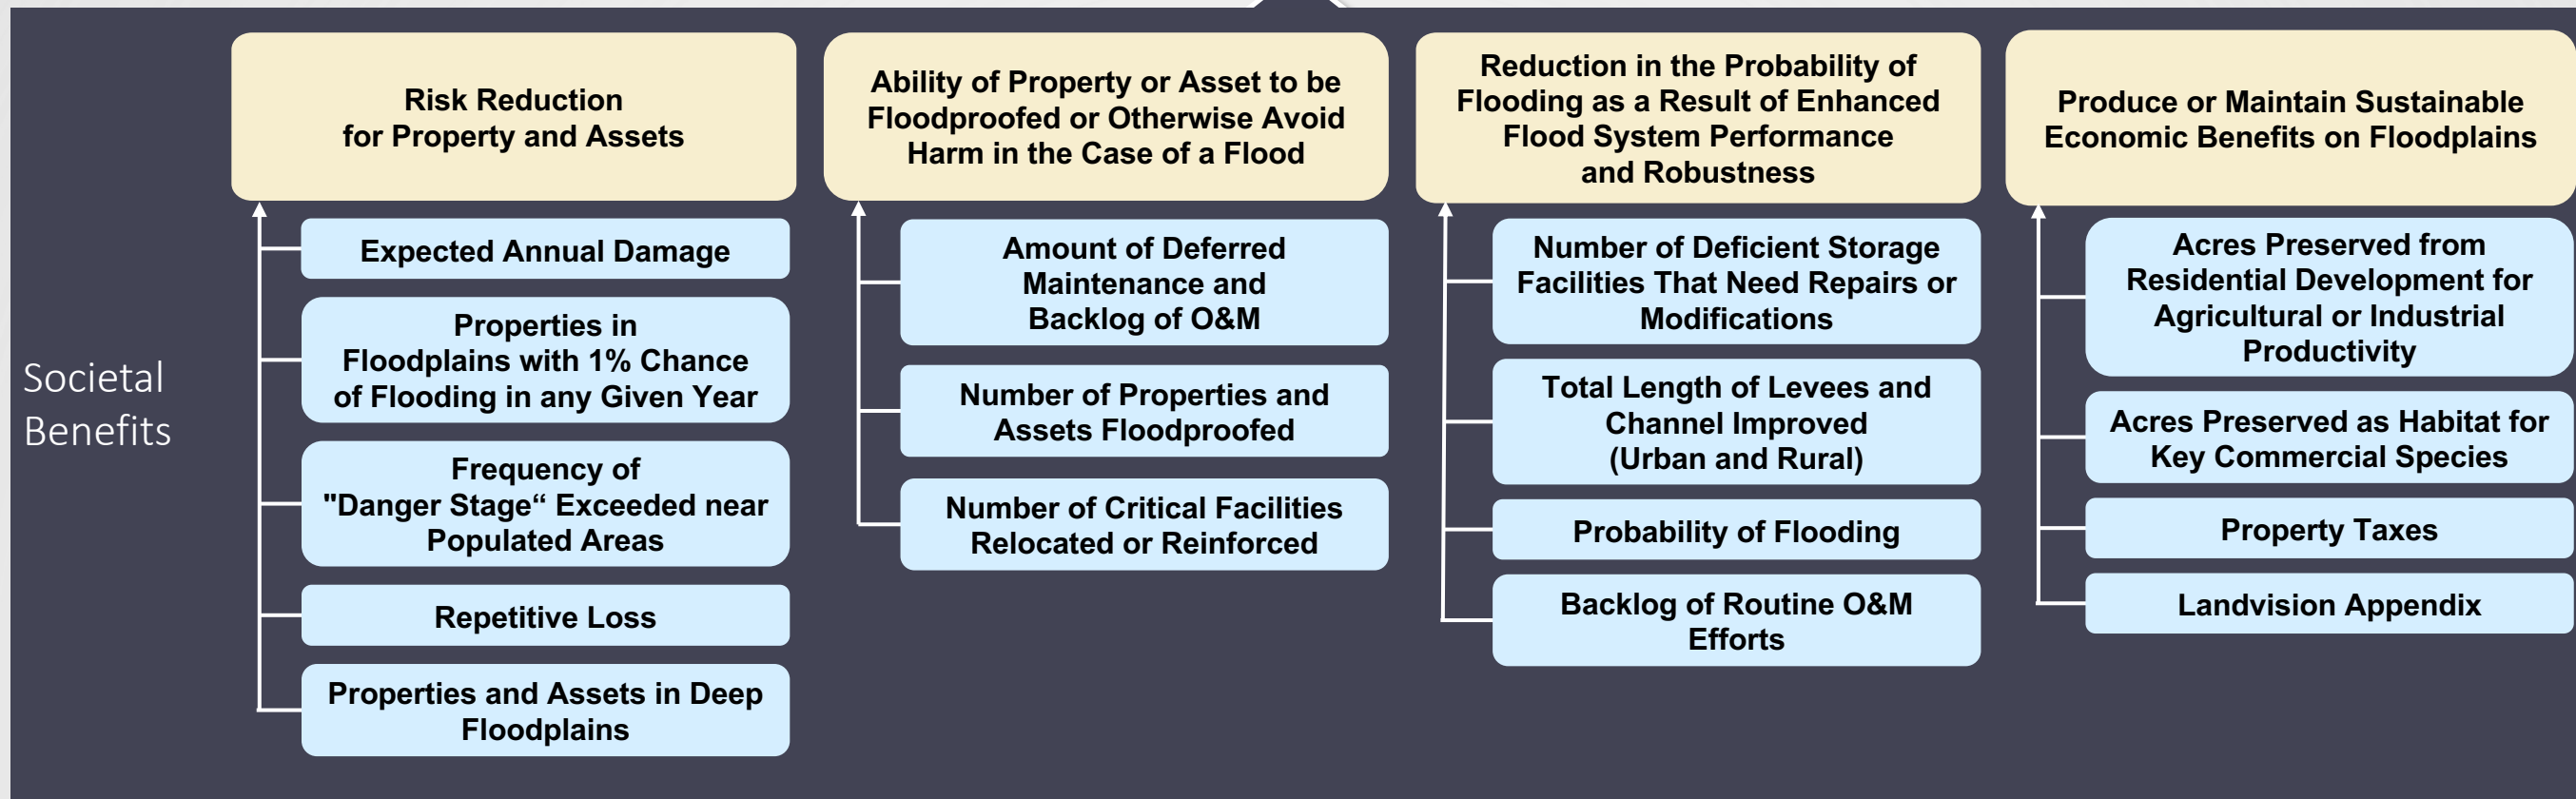 Societal
Benefits
Risk Reduction
for Property and Assets
Expected Annual Damage
Properties in
Floodplains with 1% Chance
of Flooding in any Given Year
Frequency of
"Danger Stage“ Exceeded near
Populated Areas
Repetitive Loss
Properties and Assets in Deep
Floodplains
Ability of Property or Asset to be
Floodproofed or Otherwise Avoid
Harm in the Case of a Flood
Amount of Deferred
Maintenance and
Backlog of O&M
Number of Properties and
Assets Floodproofed
Number of Critical Facilities
Relocated or Reinforced
Reduction in the Probability of
Flooding as a Result of Enhanced
Flood System Performance
and Robustness
Number of Deficient Storage
Facilities That Need Repairs or
Modifications
Total Length of Levees and
Channel Improved
(Urban and Rural)
Probability of Flooding
Backlog of Routine O&M
Efforts
Produce or Maintain Sustainable
Economic Benefits on Floodplains
Acres Preserved from
Residential Development for
Agricultural or Industrial
Productivity
Acres Preserved as Habitat for
Key Commercial Species
Property Taxes
Landvision Appendix